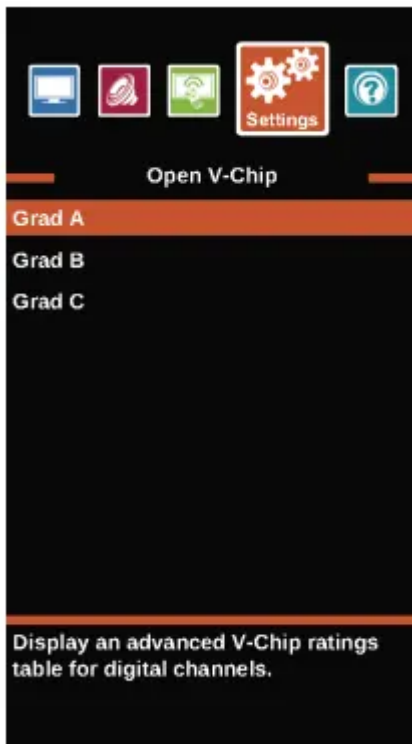 Settings
Open V-Chip
Grad A
Grad B
Grad C
Display an advanced V-Chip ratings
table for digital channels.